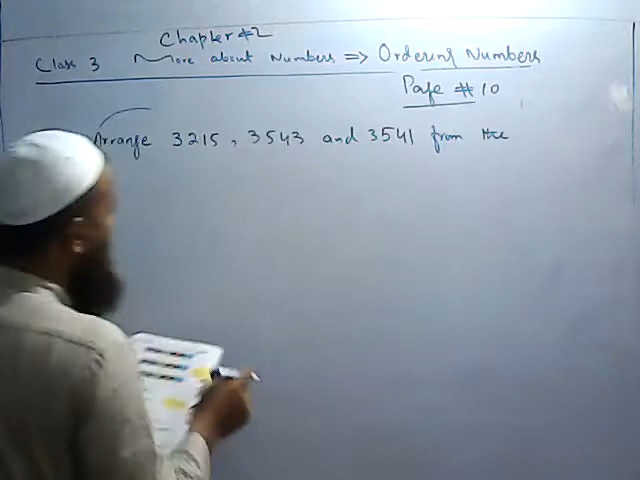 Chapter # 2
Class 3 More about Numbers => Ordering Numbers
Page # 10
Arrange 3215, 3543 and 3541 from the